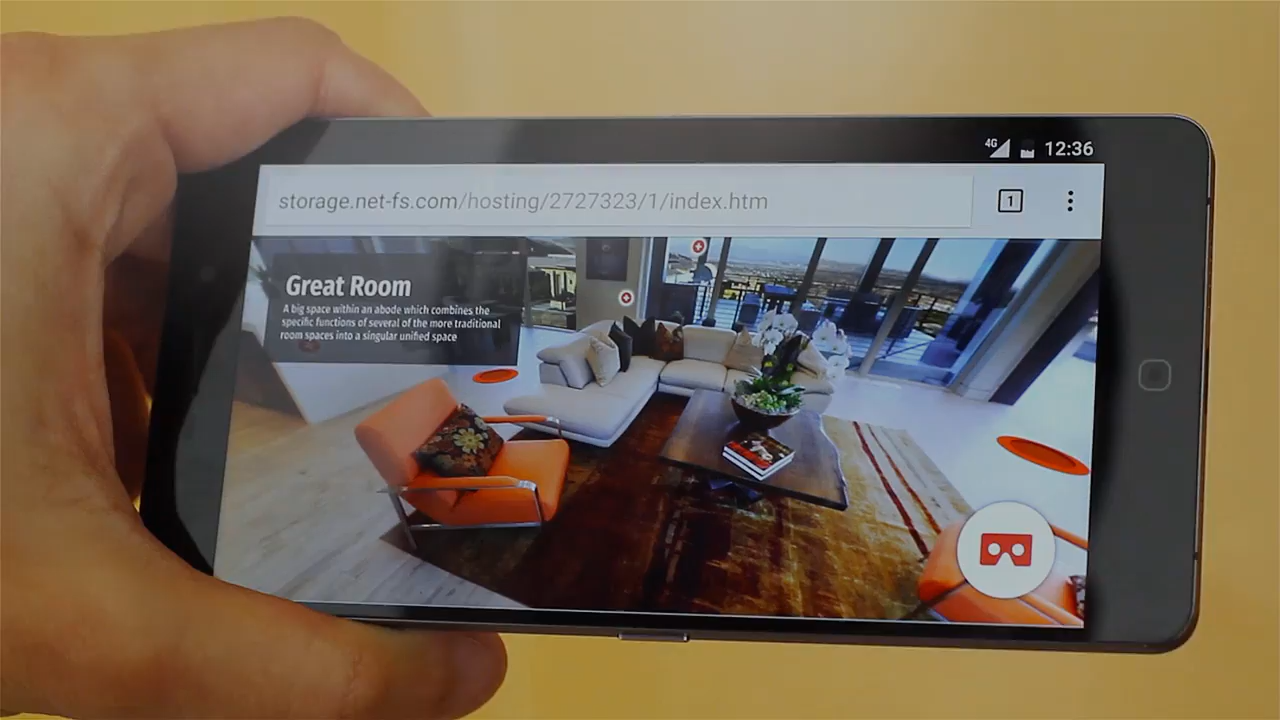 4G 12:36
storage.net-fs.com/hosting/2727323/1/index.htm
1
Great Room
A big space within an abode which combines the
specific functions of several of the more traditional
room spaces into a singular unified space